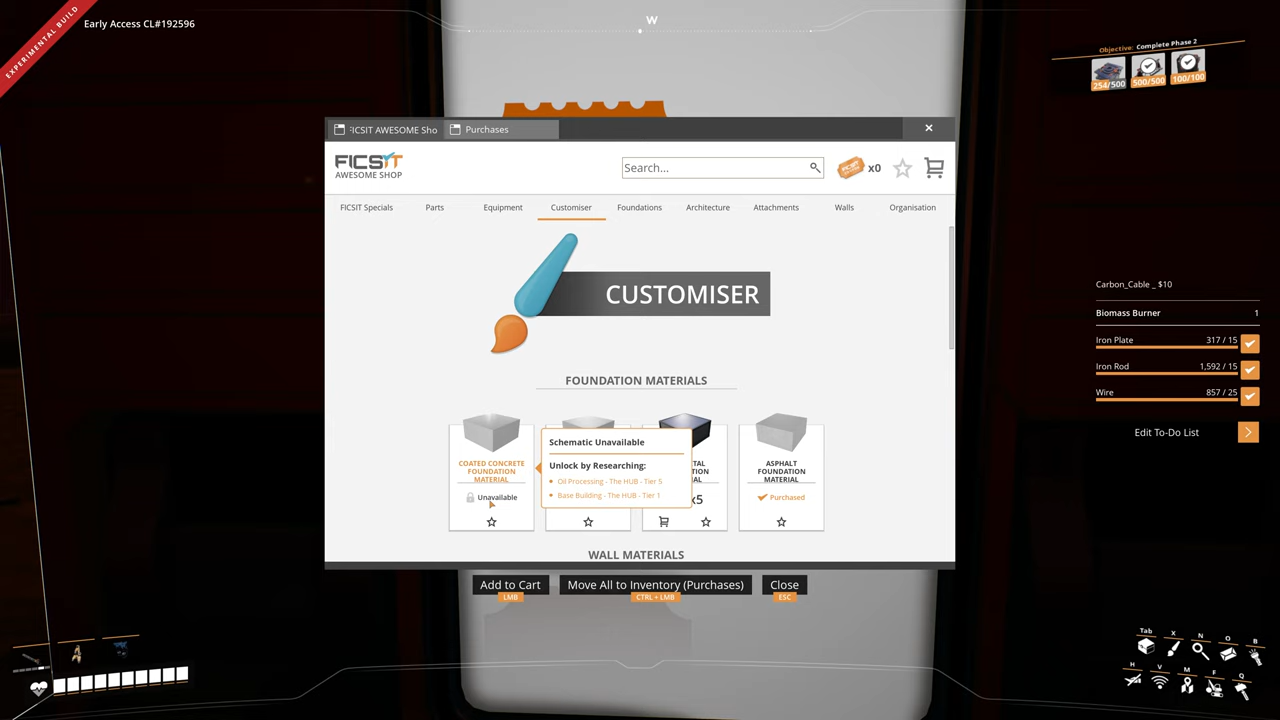 EXPERIMENTAL BUILD
Early Access CL#192596
W
Objective: Complete Phase 2
254/500
500/500
100/100
FICSIT AWESOME Sho
Purchases
FICSIT
AWESOME SHOP
Search...
x0
FICSIT Specials
Parts
Equipment
Customiser
Foundations
Architecture
Attachments
Walls
Organisation
CUSTOMISER
FOUNDATION MATERIALS
COATED CONCRETE
FOUNDATION
MATERIAL
Unavailable
Schematic Unavailable
Unlock by Researching:
Oil Processing - The HUB - Tier 5
Base Building - The HUB - Tier 1
x5
ASPHALT
FOUNDATION
MATERIAL
Purchased
WALL MATERIALS
Add to Cart
LMB
Move All to Inventory (Purchases)
CTRL + LMB
Close
ESC
Carbon_Cable _ $10
Biomass Burner 1
Iron Plate 317 / 15
Iron Rod 1,592 / 15
Wire 857 / 25
Edit To-Do List
Tab X N O B
H V M F Q